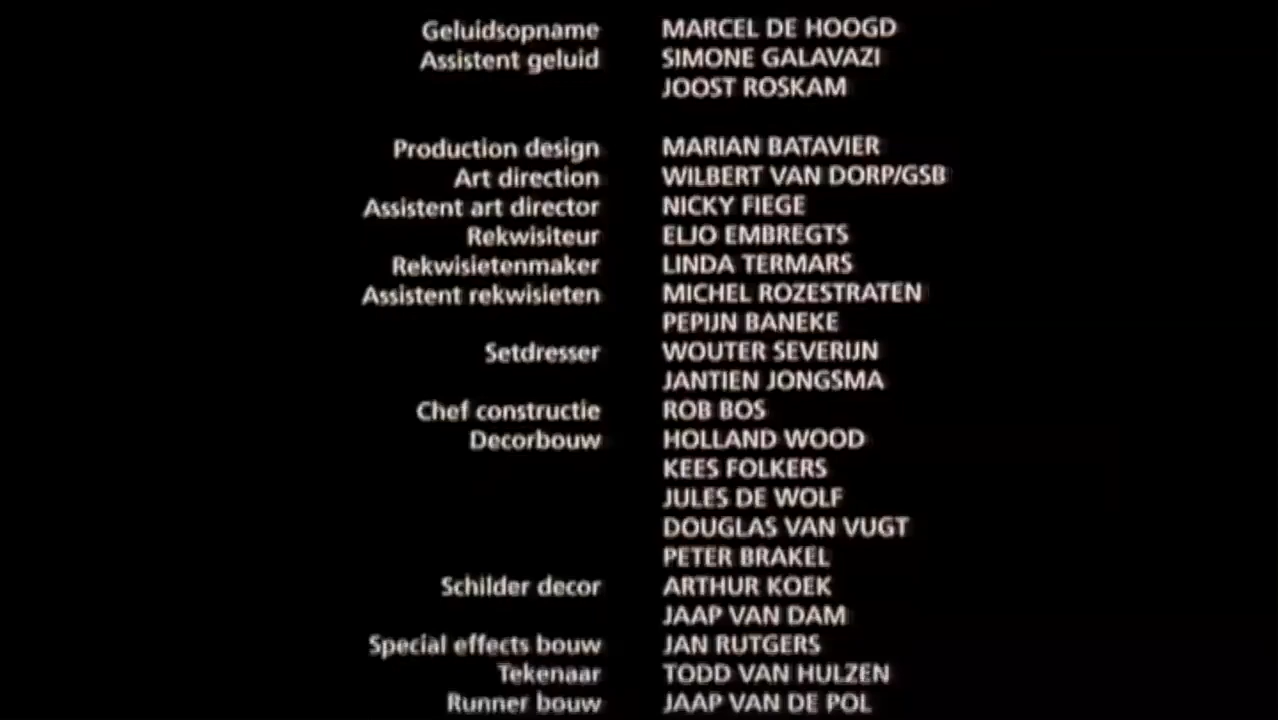 Geluidsopname MARCEL DE HOOGD
Assistent geluid SIMONE GALAVAZI
JOOST ROSKAM
Production design MARIAN BATAVIER
Art direction WILBERT VAN DORP/GSB
Assistent art director NICKY FIEGE
Rekwisiteur ELJO EMBREGTS
Rekwisietenmaker LINDA TERMARS
Assistent rekwisieten MICHEL ROZESTRATEN
PEPIJN BANEKE
Setdresser WOUTER SEVERIJN
JANTIEN JONGSMA
Chef constructie ROB BOS
Decorbouw HOLLAND WOOD
KEES FOLKERS
JULES DE WOLF
DOUGLAS VAN VUGT
PETER BRAKEL
Schilder decor ARTHUR KOEK
JAAP VAN DAM
Special effects bouw JAN RUTGERS
Tekenaar TODD VAN HULZEN
Runner bouw JAAP VAN DE POL